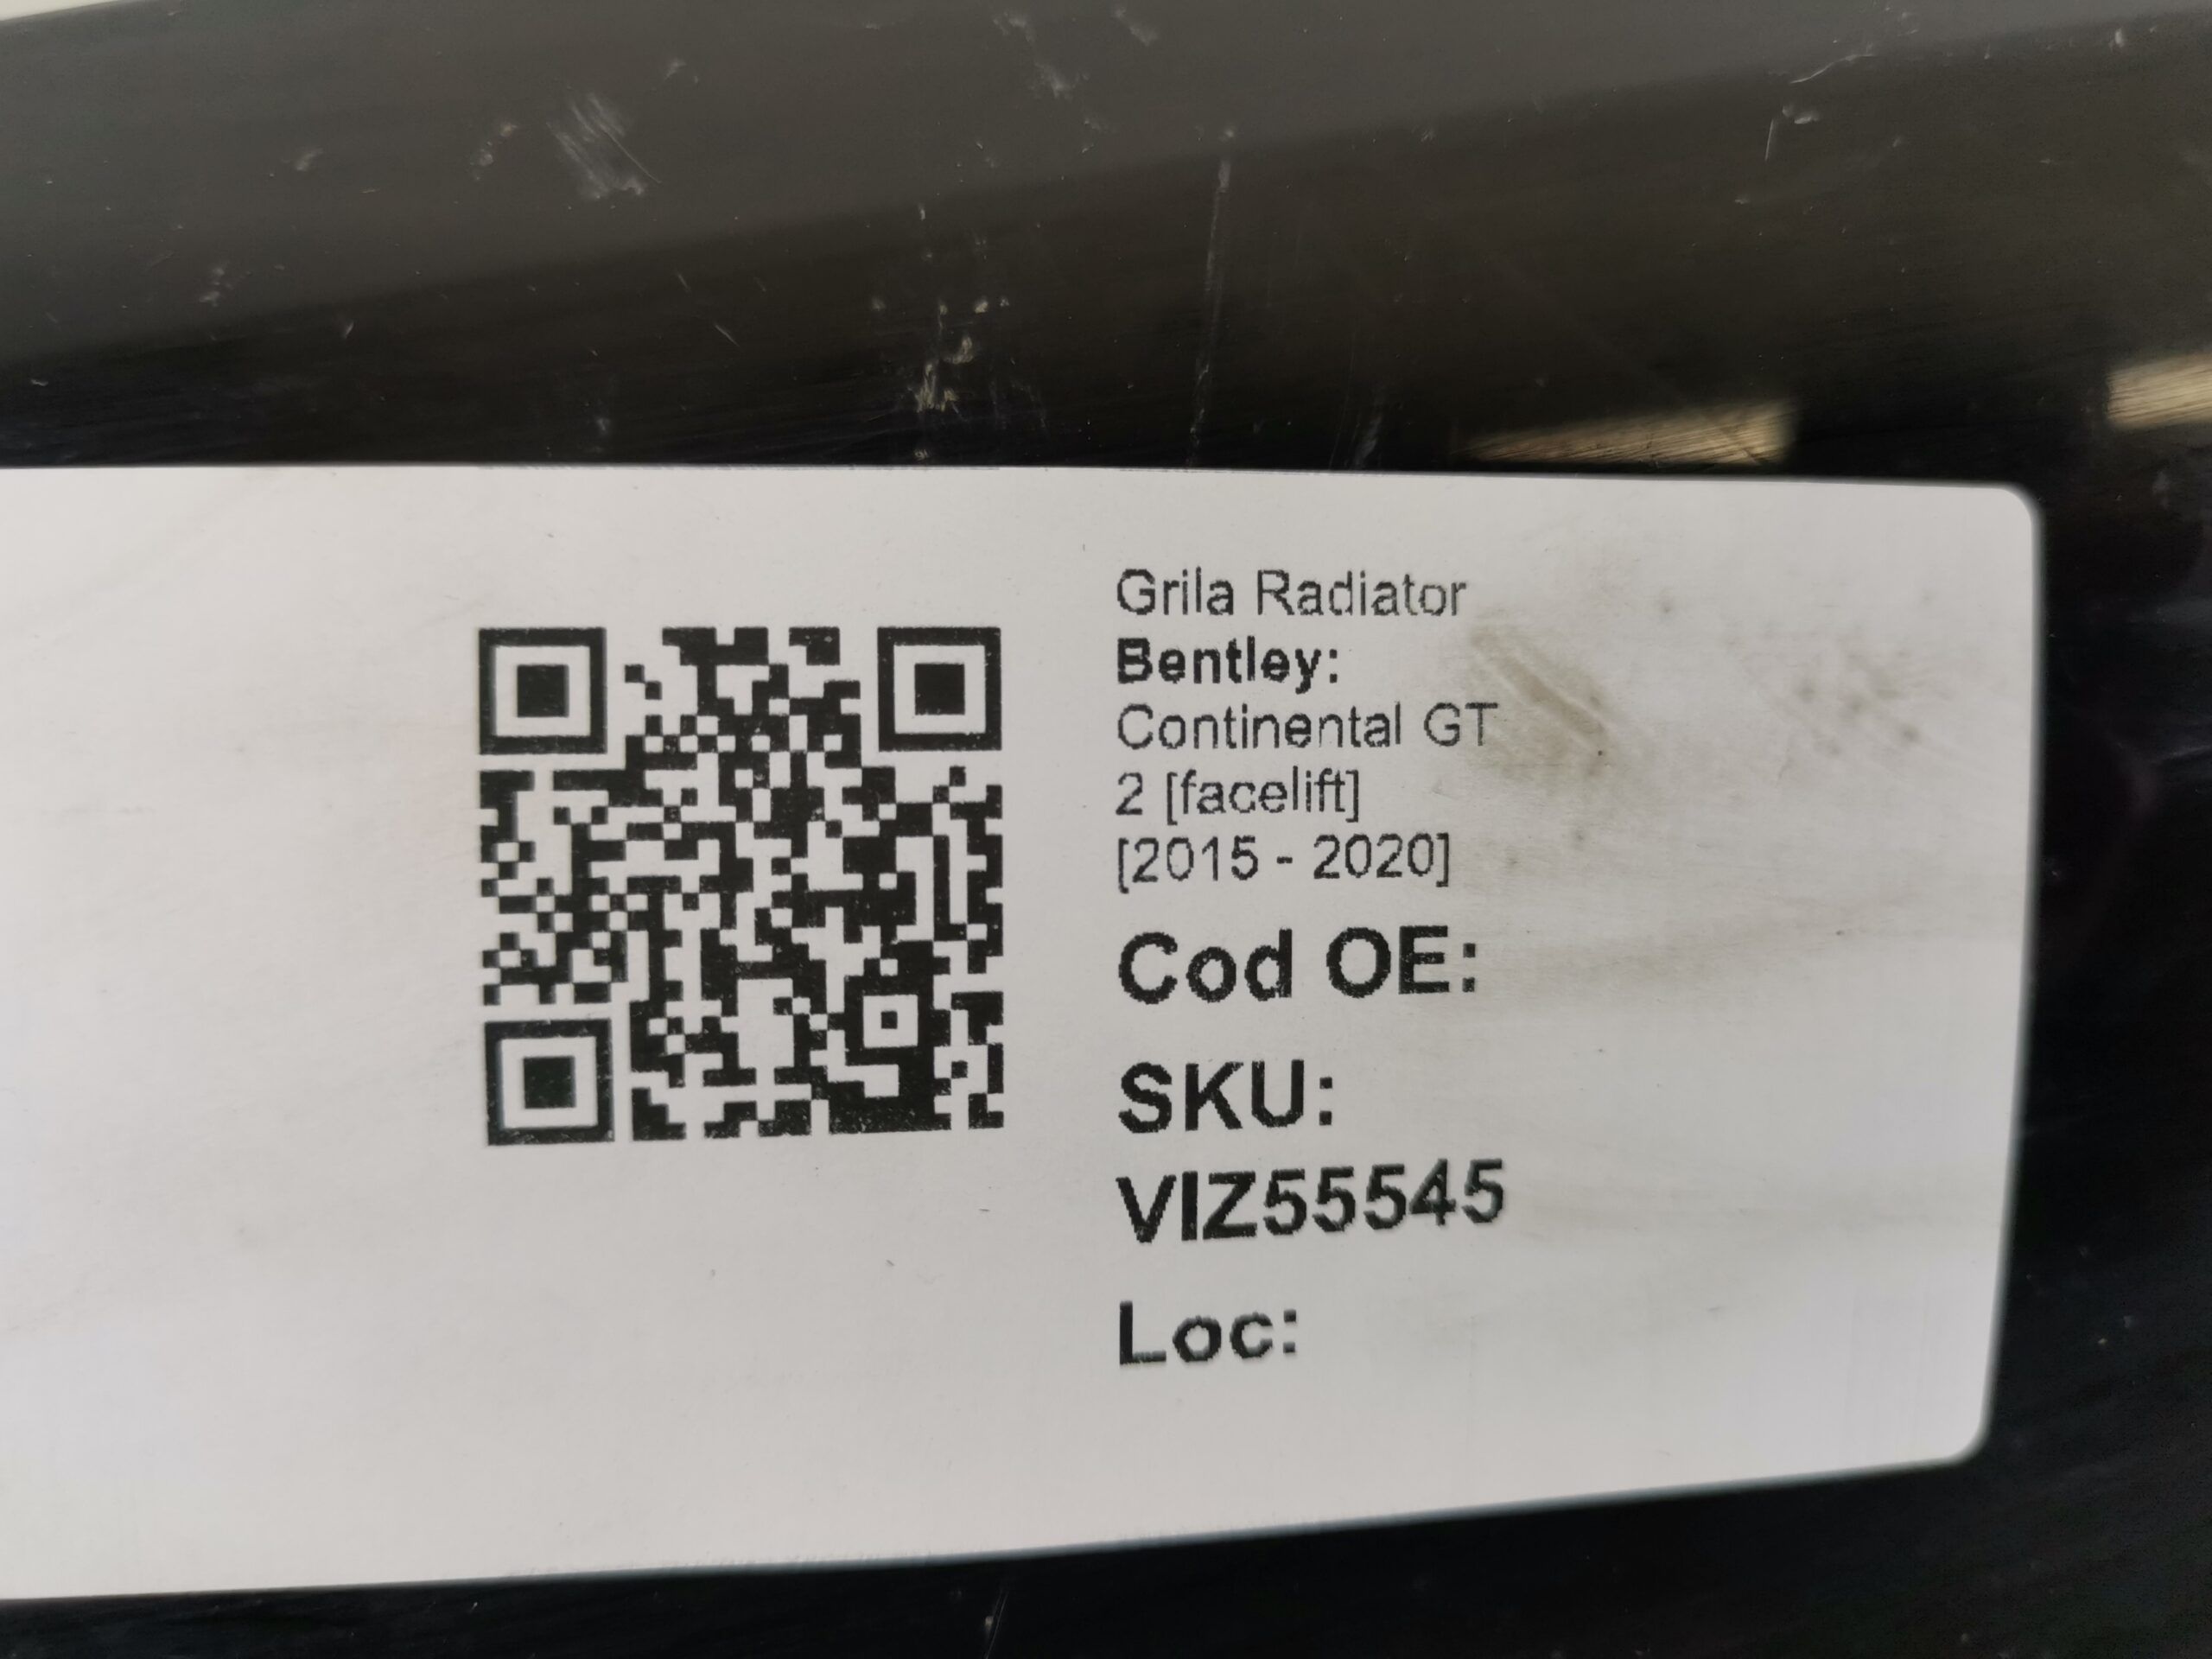 Grila Radiator
Bentley:
Continental GT
2 [facelift]
[2015 - 2020]
Cod OE:
SKU:
VIZ55545
Loc: